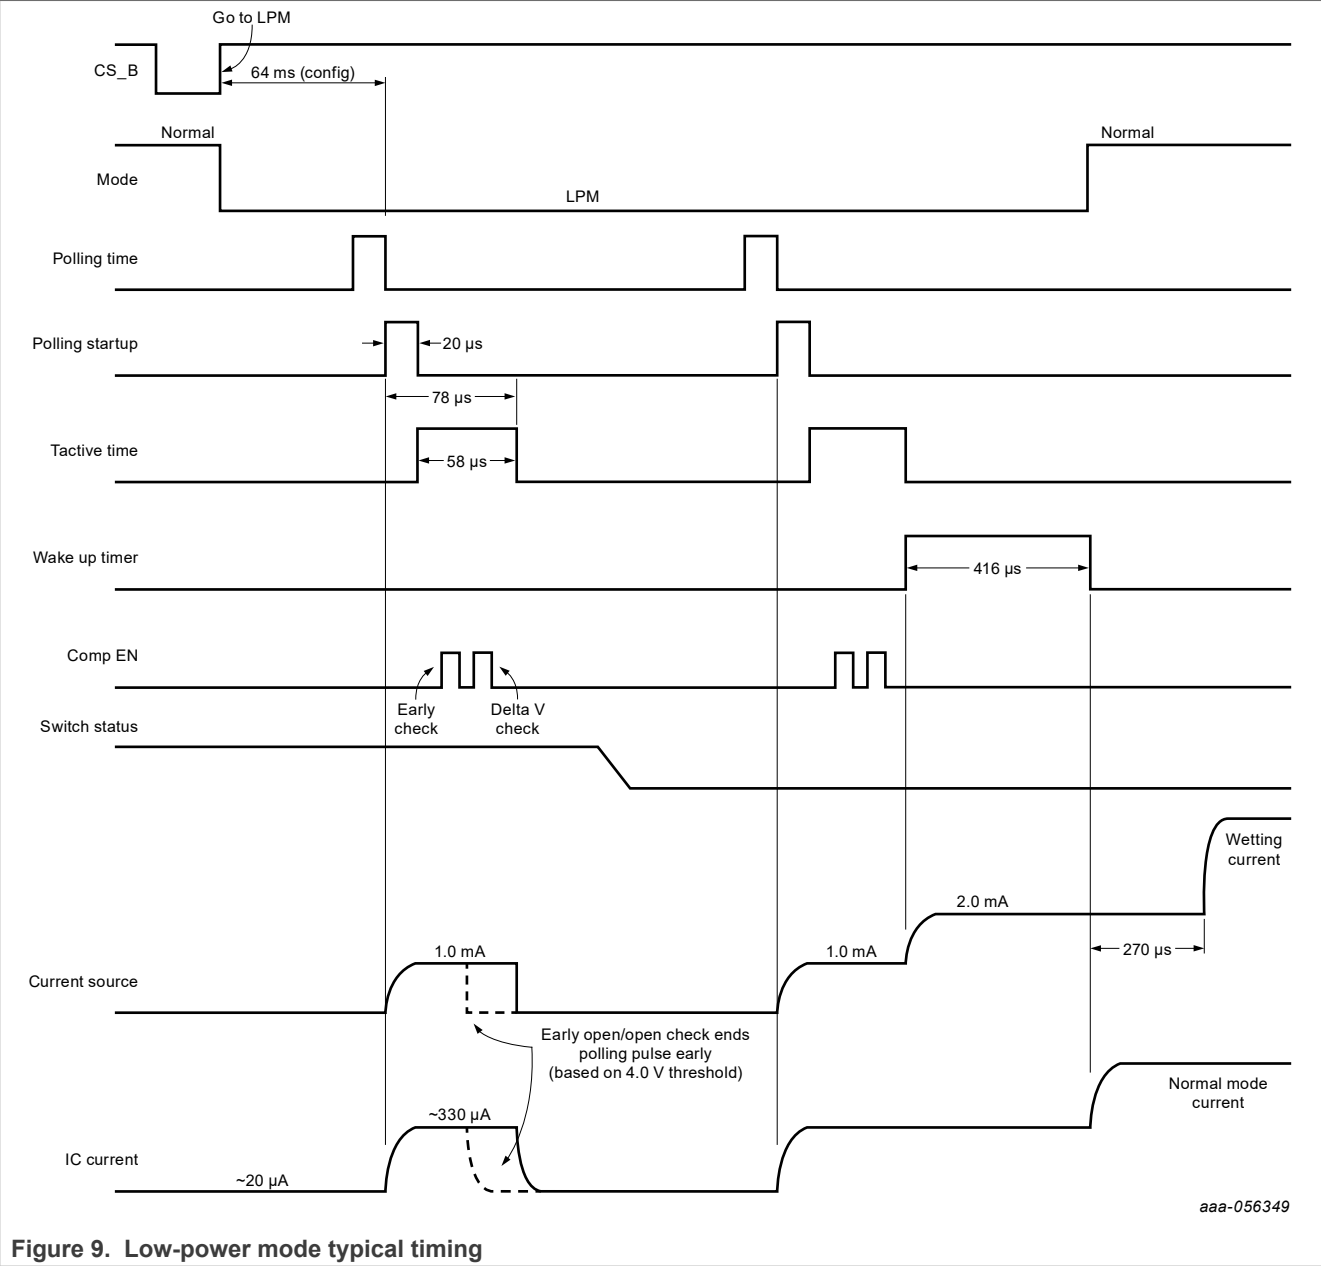 Go to LPM
CS_B
64 ms (config)
Normal
Normal
Mode
LPM
Polling time
Polling startup
20 µs
78 µs
Tactive time
58 µs
Wake up timer
416 µs
Comp EN
Early
check
Delta V
check
Switch status
Wetting
current
2.0 mA
1.0 mA
1.0 mA
270 µs
Current source
Early open/open check ends
polling pulse early
(based on 4.0 V threshold)
Normal mode
current
~330 µA
IC current
~20 µA
aaa-056349
Figure 9. Low-power mode typical timing